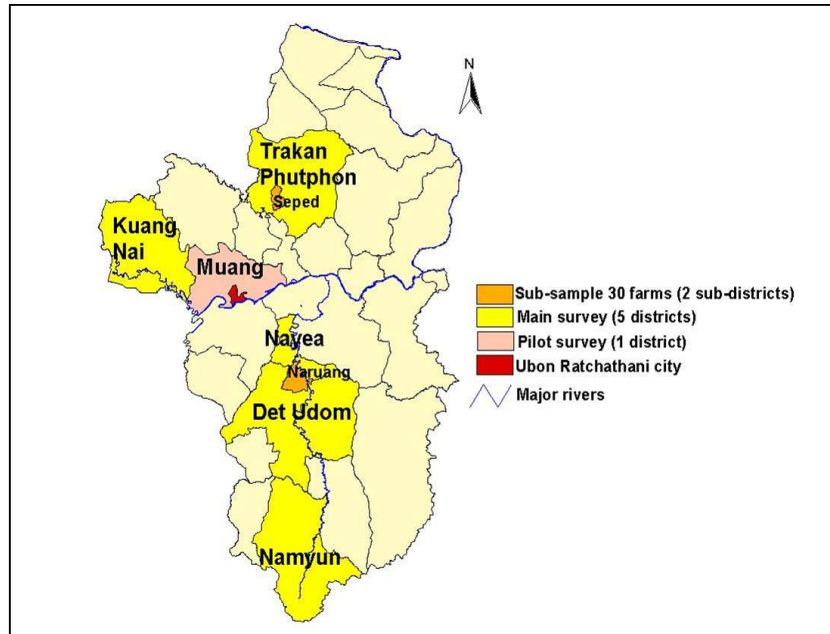 N
Trakan
Phutphon
Seped
Kuang
Nai
Muang
Sub-sample 30 farms (2 sub-districts)
Main survey (5 districts)
Pilot survey (1 district)
Ubon Ratchathani city
Major rivers
Nayea
Naruang
Det Udom
Namyun